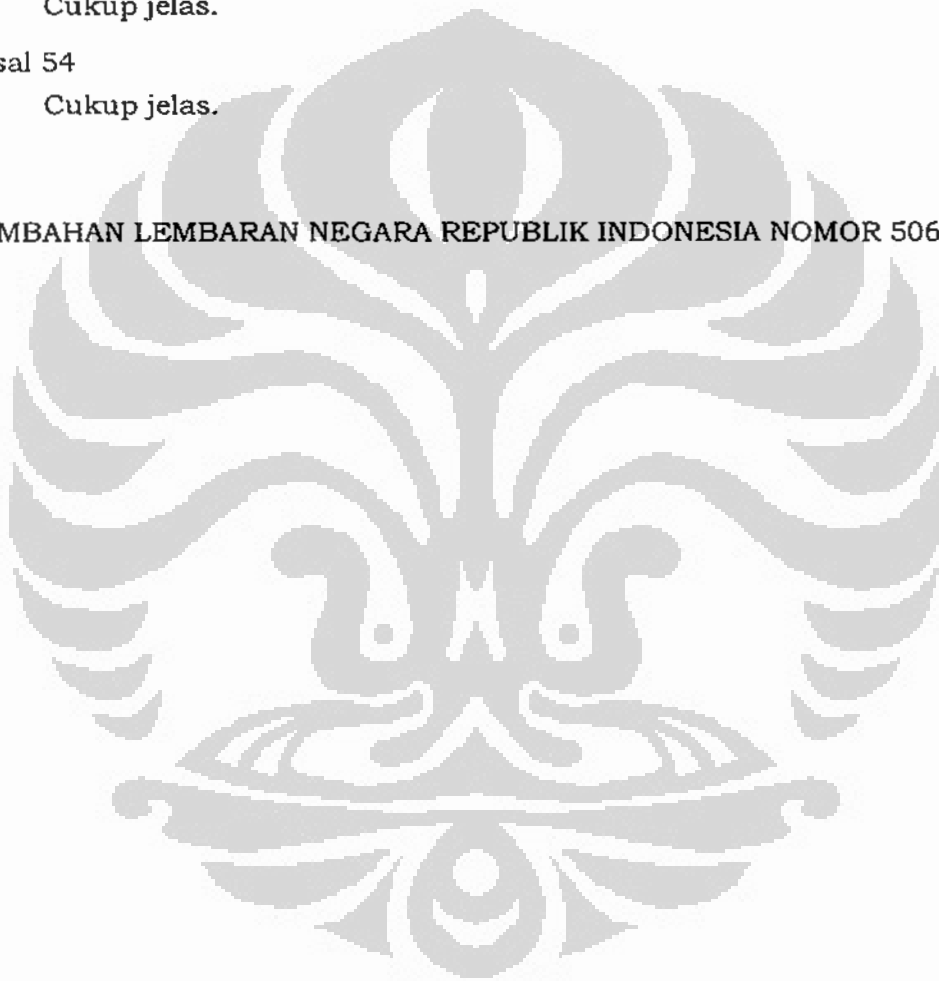 Cukup jelas.
sal 54
Cukup jelas.
MBAHAN LEMBARAN NEGARA REPUBLIK INDONESIA NOMOR 506